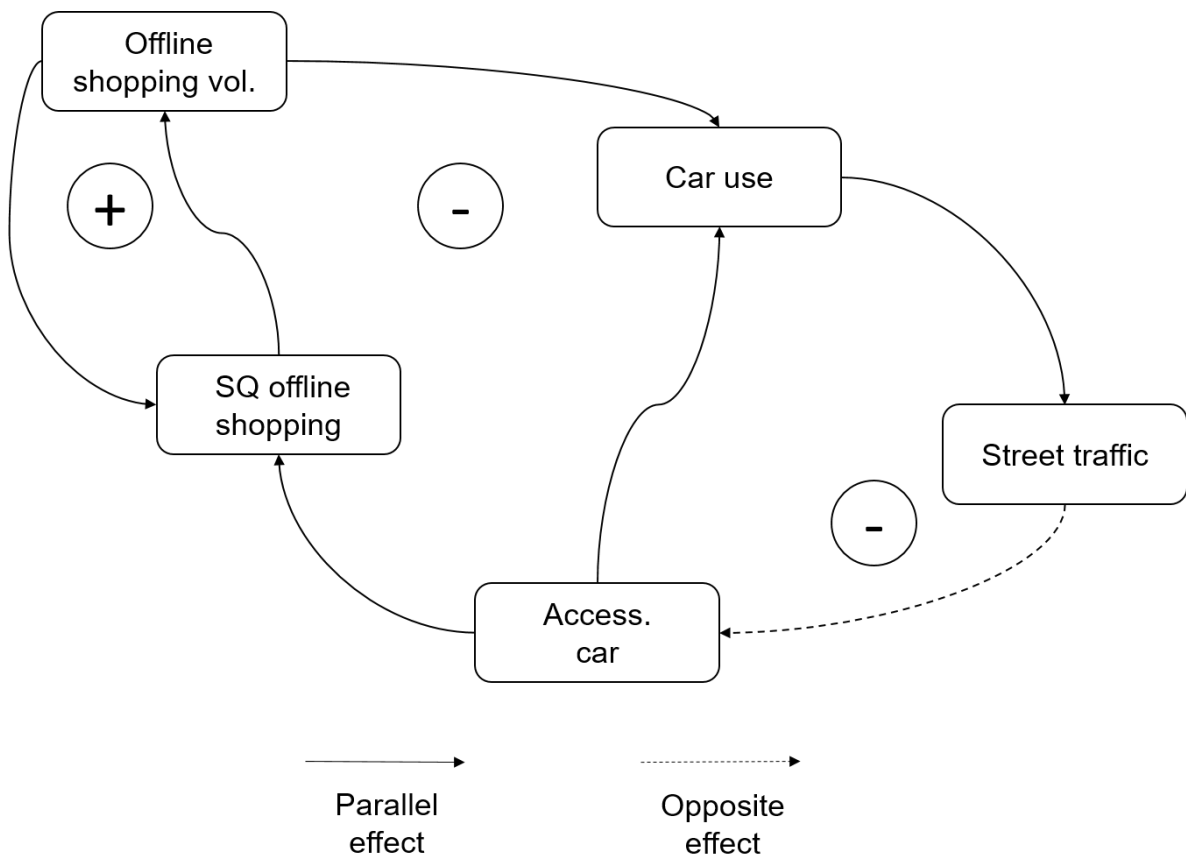 Offline
shopping vol.
Car use
+
-
SQ offline
shopping
Street traffic
-
Access.
car
Parallel
effect
Opposite
effect